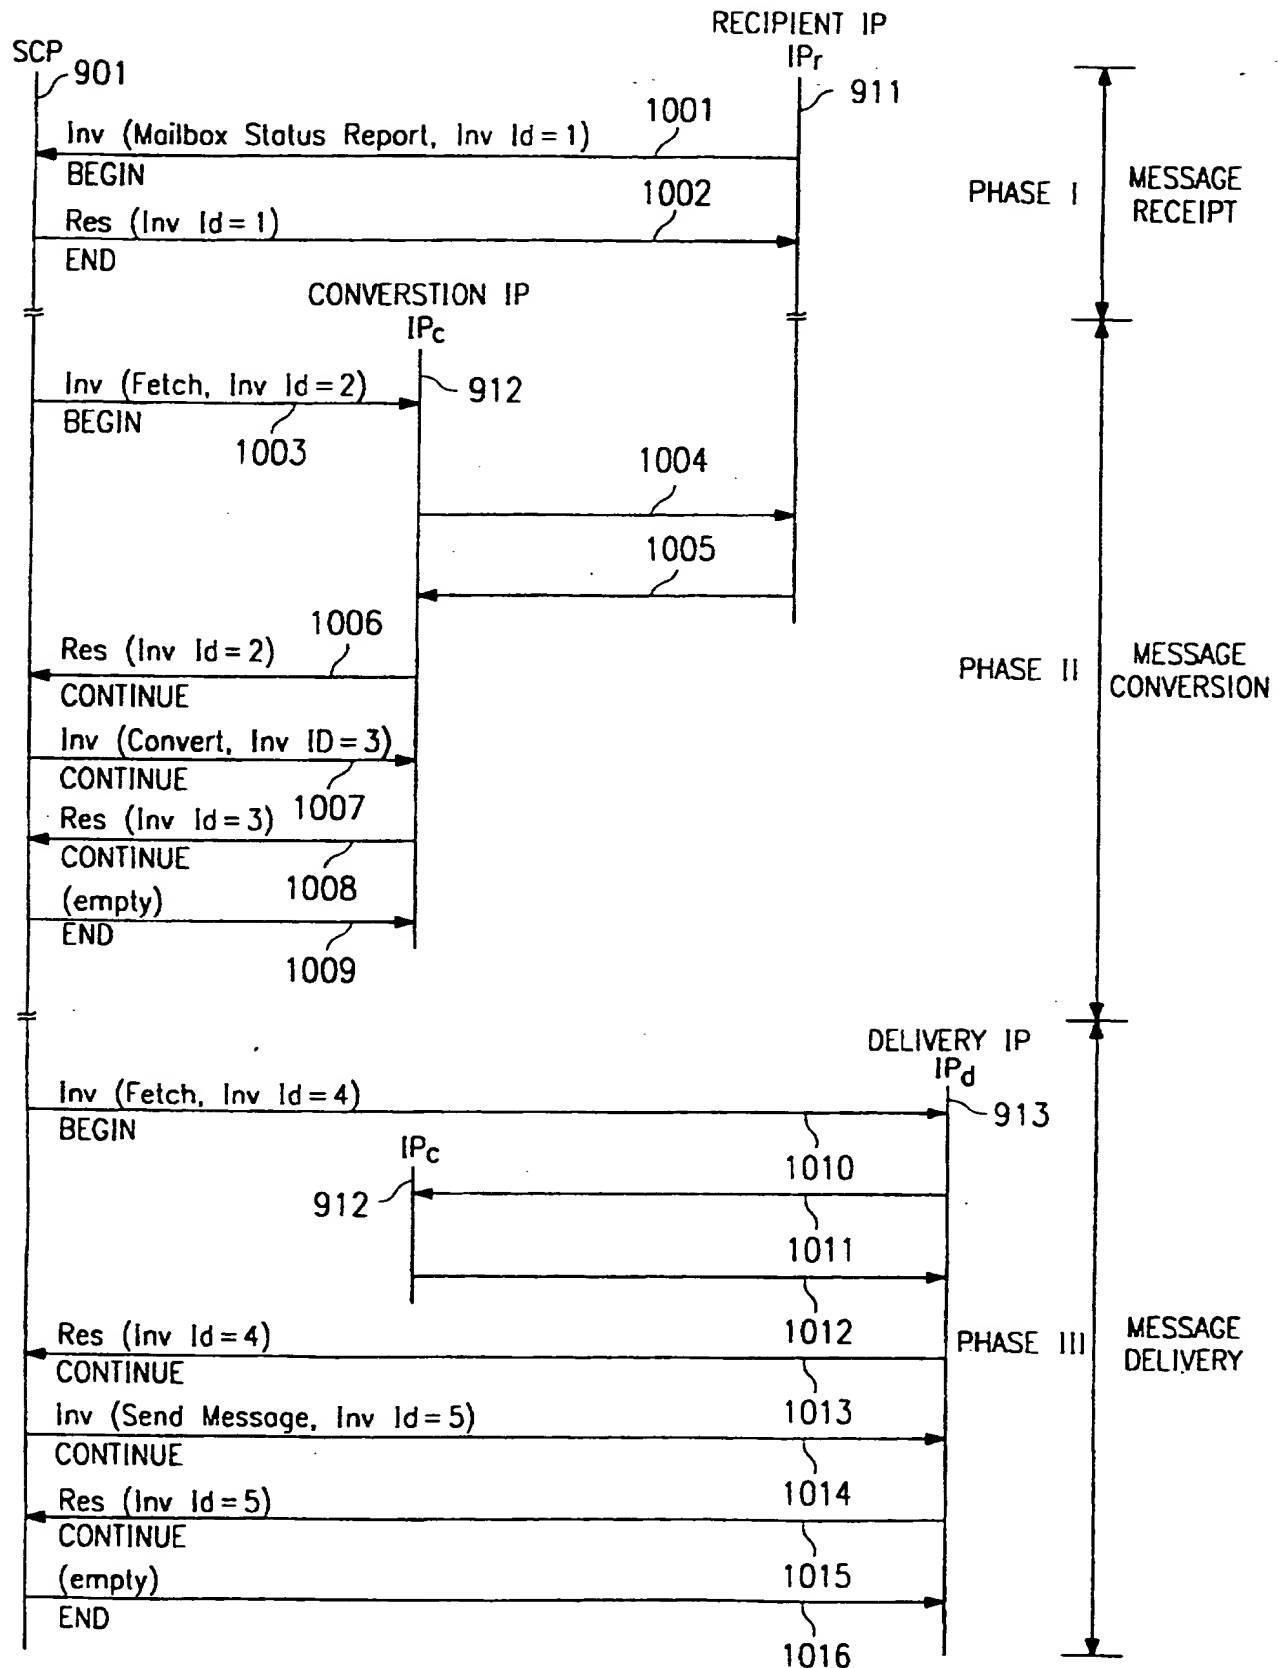 RECIPIENT IP
SCP
IPr
901
911
1001
Inv (Mailbox Status Report, Inv Id = 1)
BEGIN
PHASE I
MESSAGE
RECEIPT
1002
Res (Inv Id = 1)
END
CONVERSTION IP
IPc
Inv (Fetch, Inv Id = 2)
912
BEGIN
1003
1004
1005
1006
Res (Inv Id = 2)
CONTINUE
PHASE II
MESSAGE
CONVERSION
Inv (Convert, Inv ID = 3)
CONTINUE
1007
Res (Inv Id = 3)
CONTINUE
1008
(empty)
END
1009
DELIVERY IP
IPd
Inv (Fetch, Inv Id = 4)
913
BEGIN
IPc
1010
912
1011
1012
Res (Inv Id = 4)
PHASE III
MESSAGE
DELIVERY
CONTINUE
1013
Inv (Send Message, Inv Id = 5)
CONTINUE
1014
Res (Inv Id = 5)
CONTINUE
1015
(empty)
END
1016